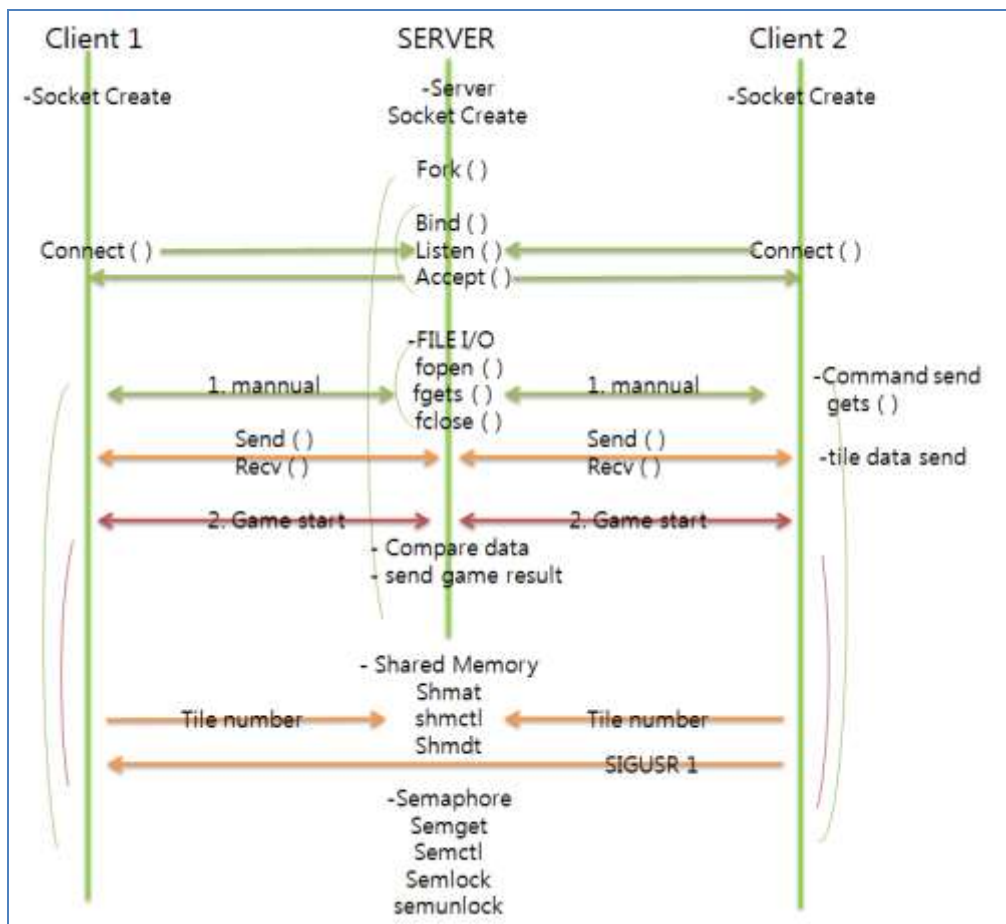 Client 1
SERVER
Client 2
-Socket Create
-Server
Socket Create
-Socket Create
Fork ( )
Bind ( )
Connect ( )
Listen ( )
Connect ( )
Accept ( )
-FILE I/O
fopen ( )
1. mannual
fgets ( )
1. mannual
-Command send
gets ( )
fclose ( )
Send ( )
Recv ( )
Send ( )
Recv ( )
-tile data send
2. Game start
2. Game start
- Compare data
- send game result
- Shared Memory
Shmat
Tile number
shmctl
Tile number
Shmdt
SIGUSR 1
-Semaphore
Semget
Semctl
Semlock
semunlock